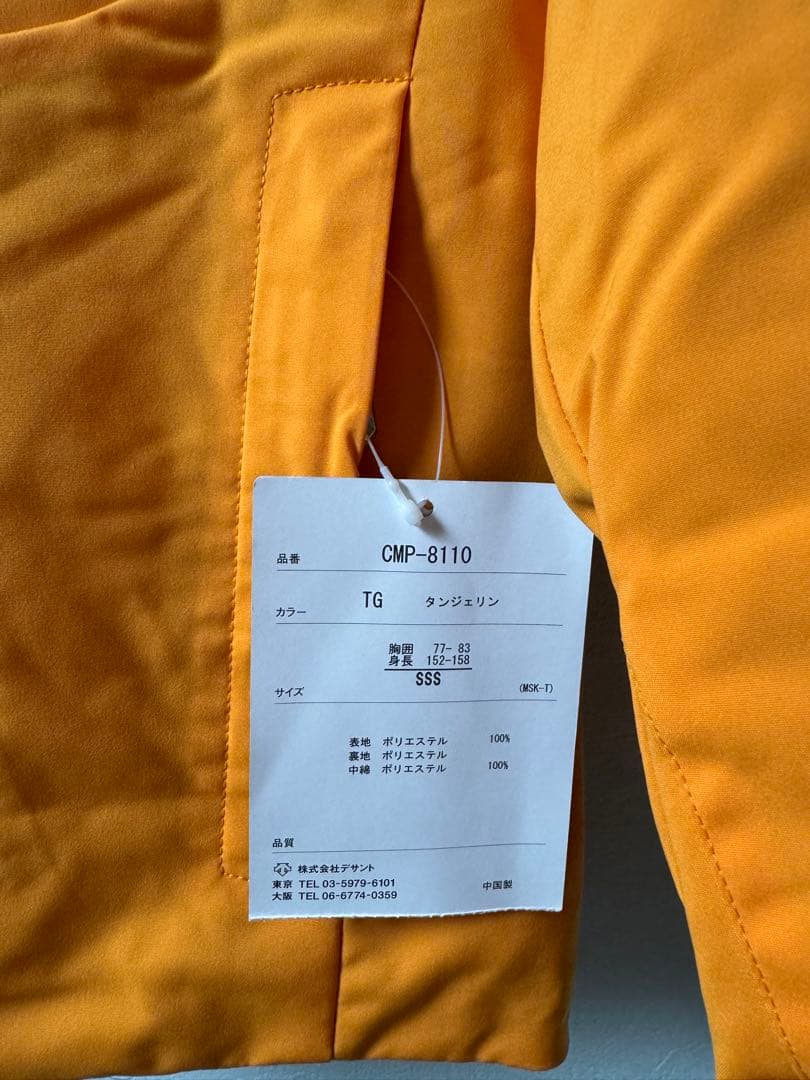 品番 CMP-8110
カラー TG タンジェリン
胸囲 77- 83
身長 152-158
SSS
サイズ (MSK-T)
表地 ポリエステル 100%
裏地 ポリエステル
中綿 ポリエステル 100%
品質
株式会社デサント
東京 TEL 03-5979-6101
大阪 TEL 06-6774-0359
中国製